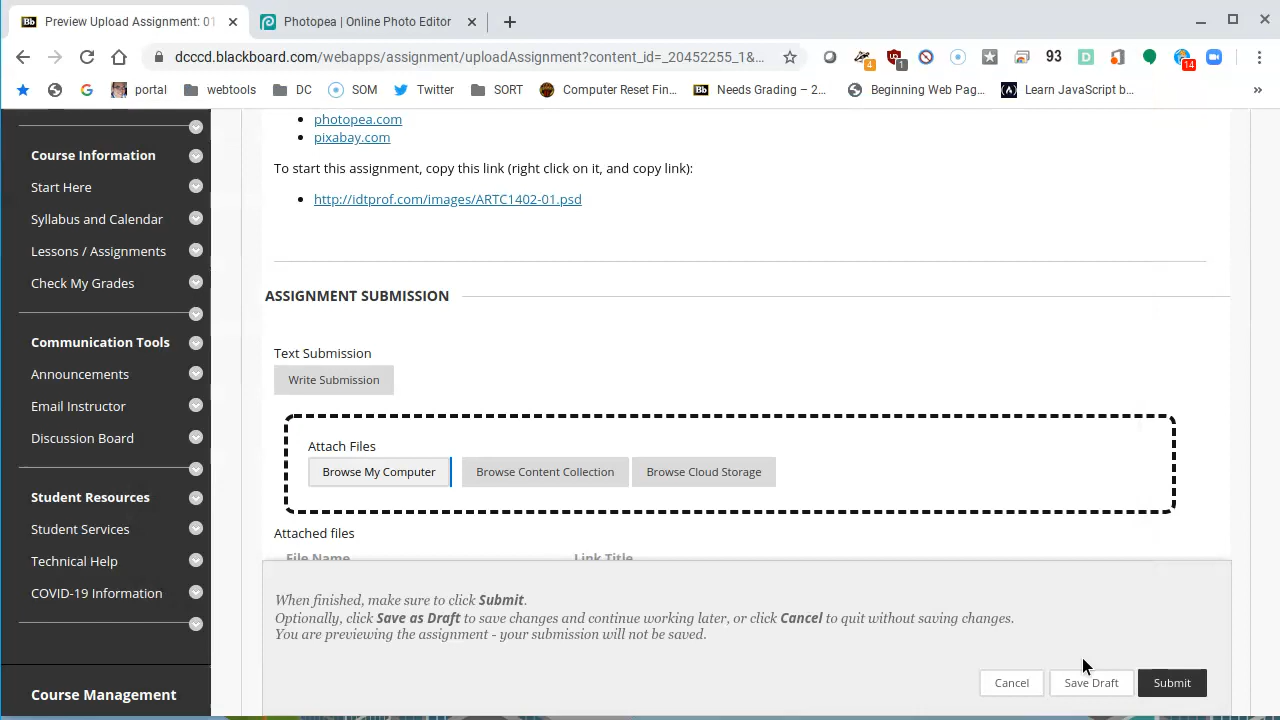 Preview Upload Assignment: 01
Photopea | Online Photo Editor
dcccd.blackboard.com/webapps/assignment/uploadAssignment?content_id=_20452255_1&...
4
1
93
14
portal
webtools
DC
SOM
Twitter
SORT
Computer Reset Fin...
Needs Grading – 2...
Beginning Web Pag...
Learn JavaScript b...
»
Course Information
Start Here
Syllabus and Calendar
Lessons / Assignments
Check My Grades
Communication Tools
Announcements
Email Instructor
Discussion Board
Student Resources
Student Services
Technical Help
COVID-19 Information
Course Management
photopea.com
pixabay.com
To start this assignment, copy this link (right click on it, and copy link):
http://idtprof.com/images/ARTC1402-01.psd
ASSIGNMENT SUBMISSION
Text Submission
Write Submission
Attach Files
Browse My Computer
Browse Content Collection
Browse Cloud Storage
Attached files
File Name
Link Title
When finished, make sure to click Submit.
Optionally, click Save as Draft to save changes and continue working later, or click Cancel to quit without saving changes.
You are previewing the assignment - your submission will not be saved.
Cancel
Save Draft
Submit